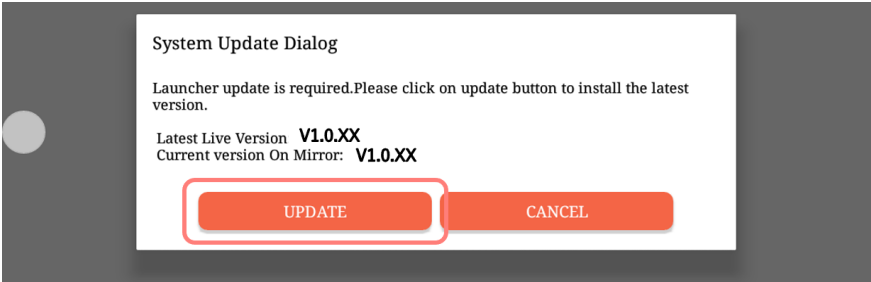 System Update Dialog
Launcher update is required.Please click on update button to install the latest
version.
Latest Live Version V1.0.XX
Current version On Mirror: V1.0.XX
UPDATE CANCEL